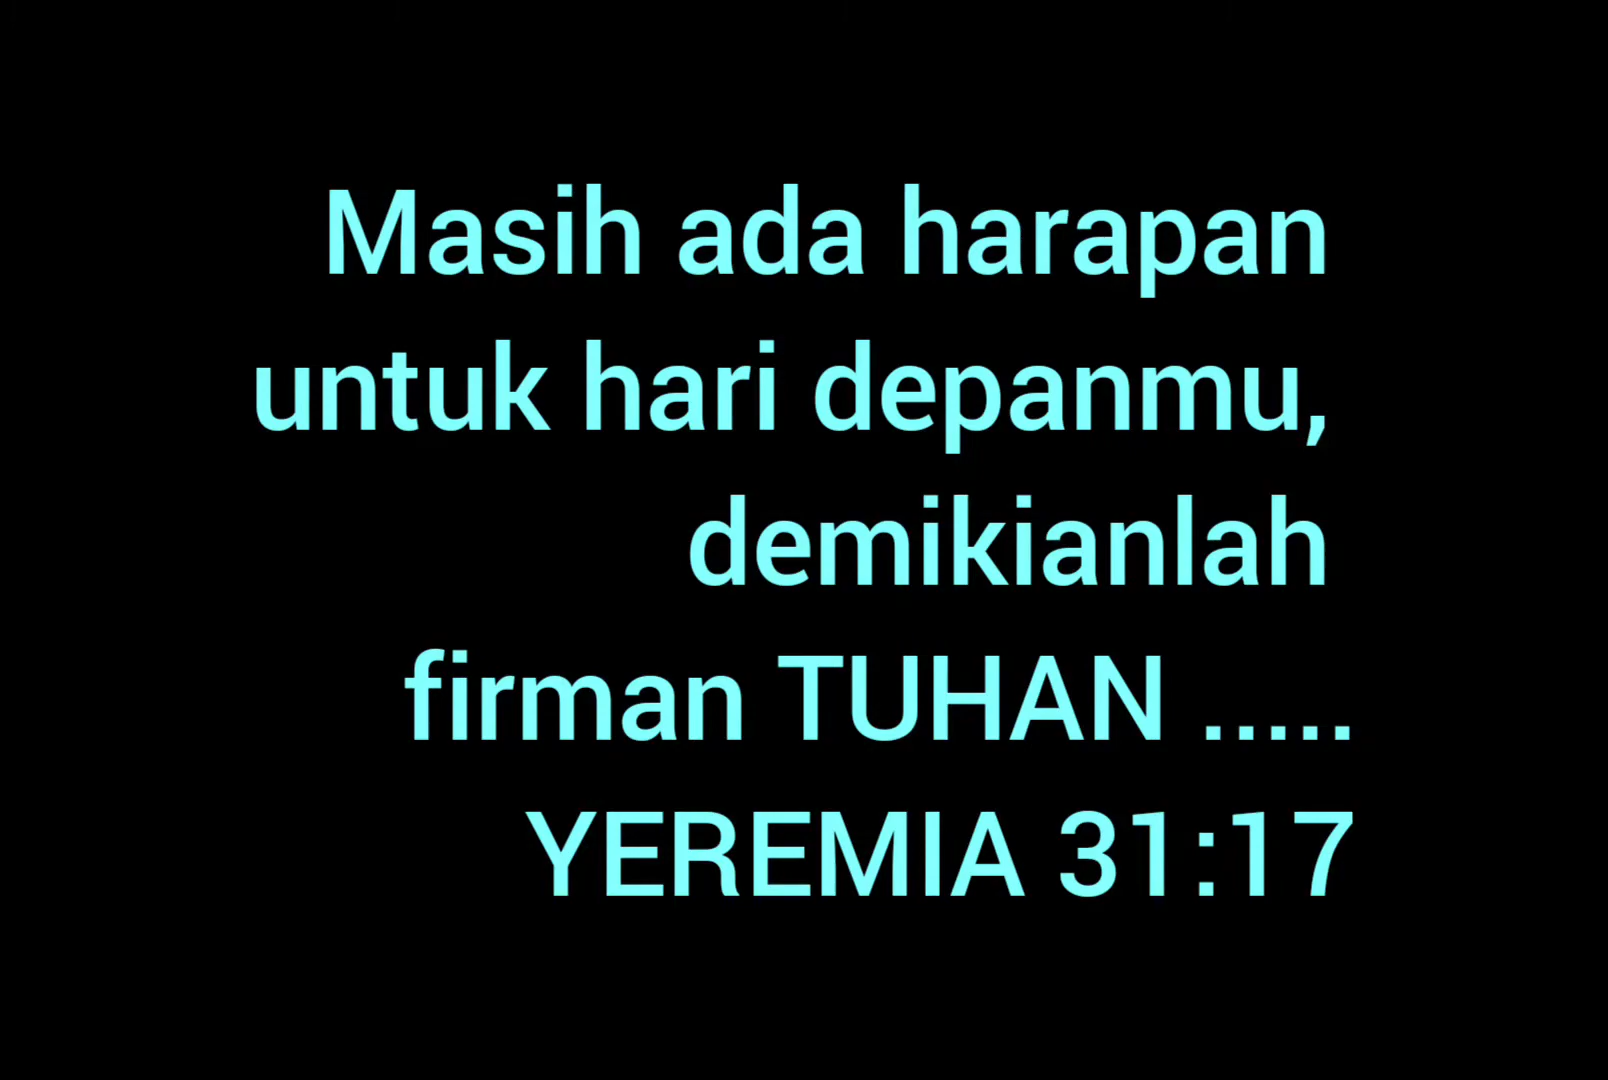 Masih ada harapan
untuk hari depanmu,
demikianlah
firman TUHAN .....
YEREMIA 31:17